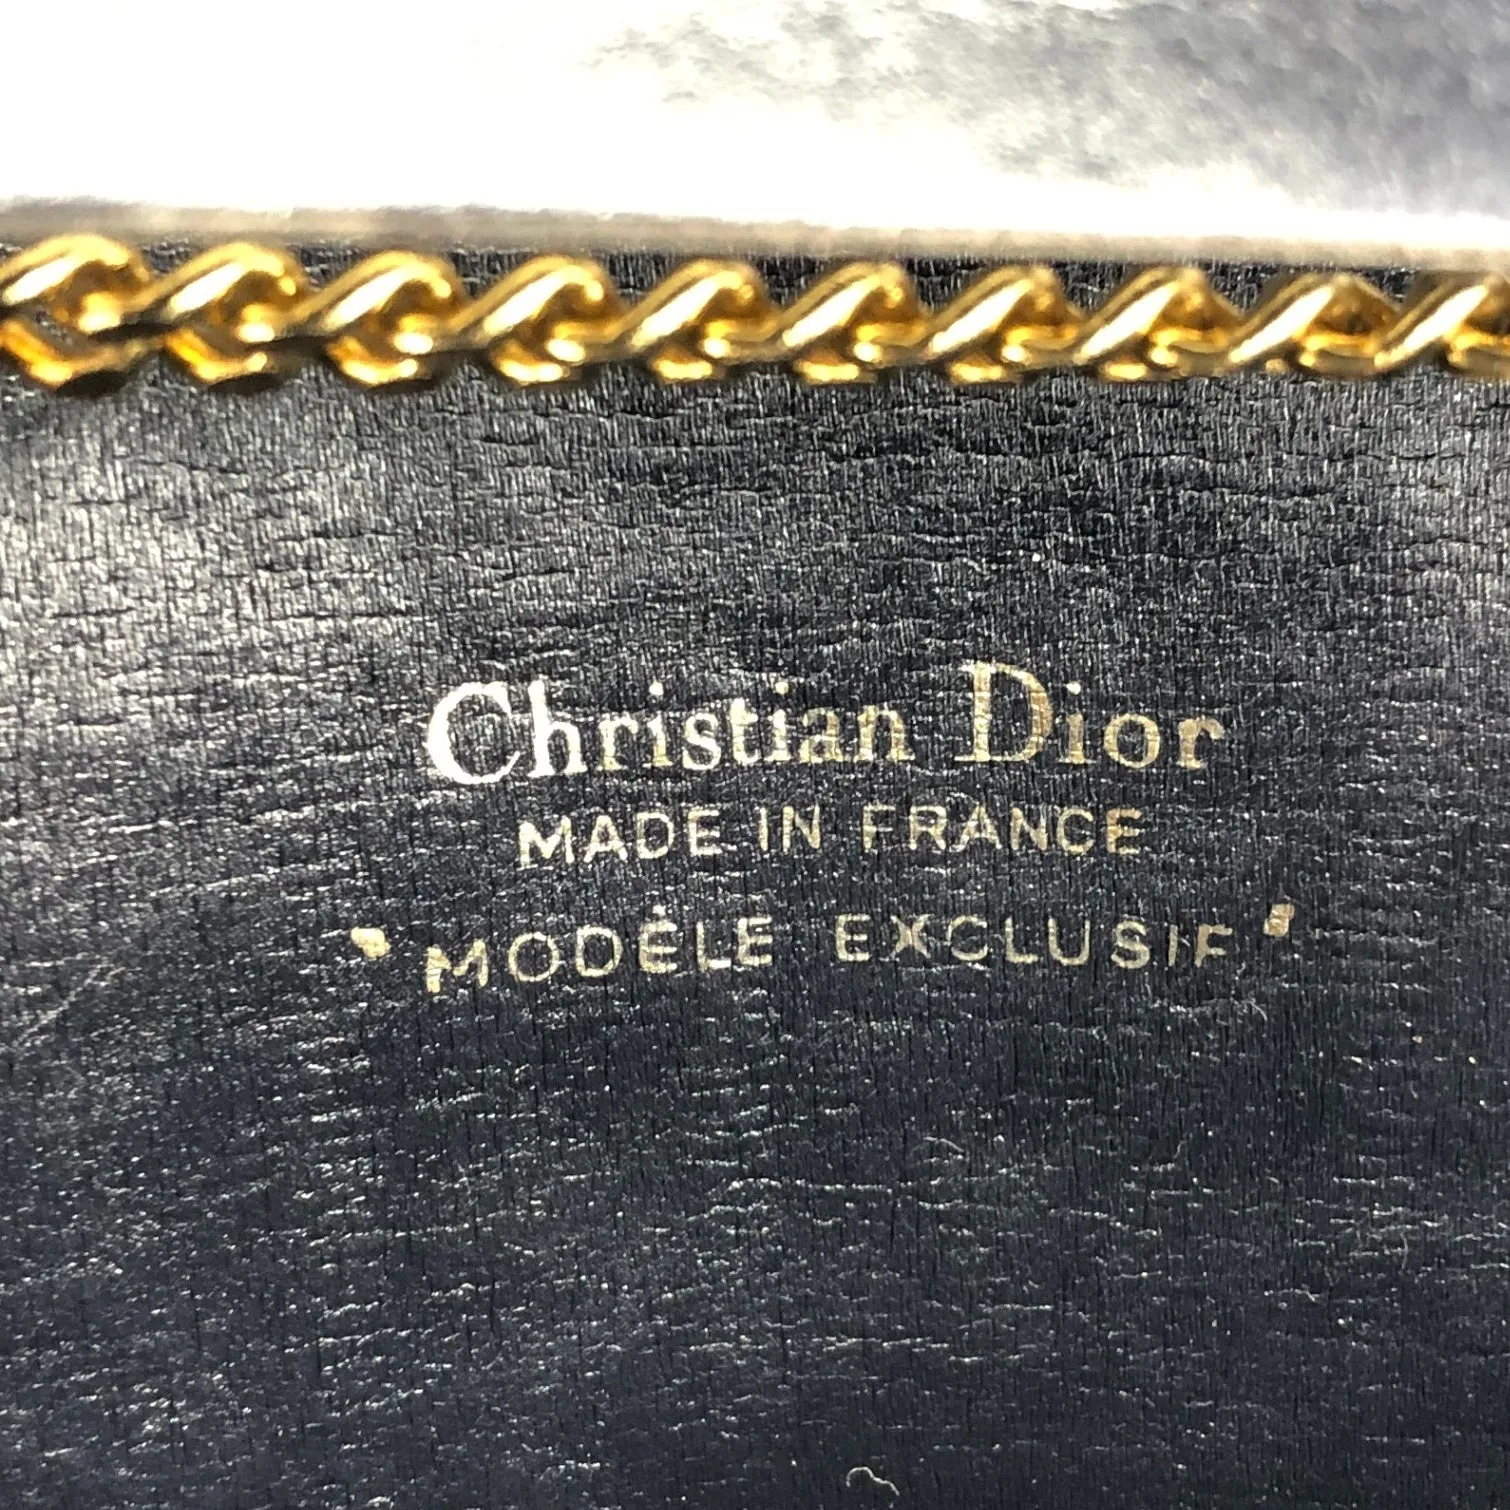 Christian Dior
MADE IN FRANCE
"MODÈLE EXCLUSIF"